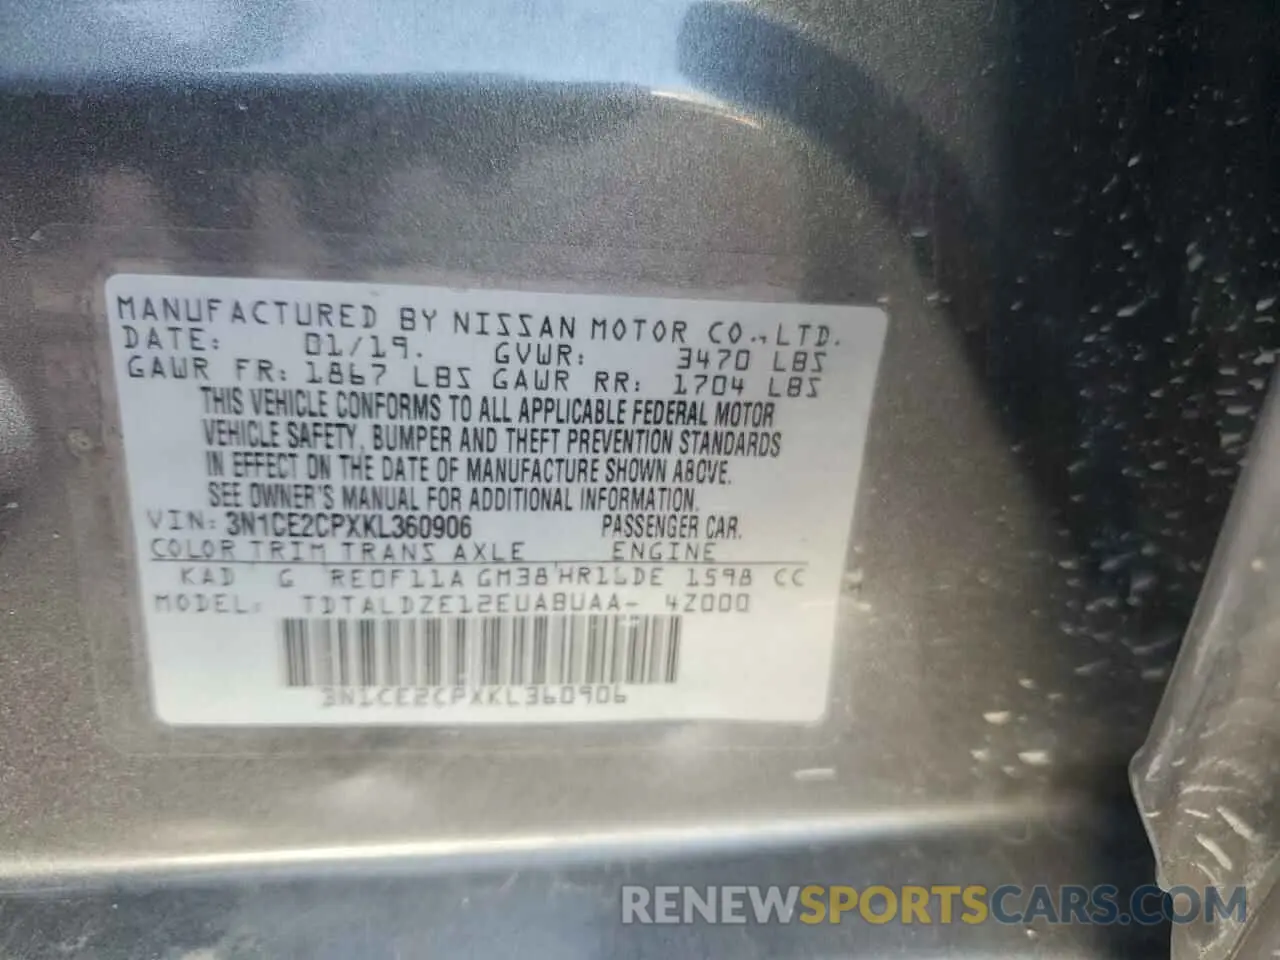 MANUFACTURED BY NISSAN MOTOR CO., LTD.
DATE: 01/19. GVWR: 3470 LBS
GAWR FR: 1867 LBS GAWR RR: 1704 LBS
THIS VEHICLE CONFORMS TO ALL APPLICABLE FEDERAL MOTOR
VEHICLE SAFETY, BUMPER AND THEFT PREVENTION STANDARDS
IN EFFECT ON THE DATE OF MANUFACTURE SHOWN ABOVE.
SEE OWNER'S MANUAL FOR ADDITIONAL INFORMATION.
VIN: 3N1CE2CPXKL360906 PASSENGER CAR.
COLOR TRIM TRANS AXLE ENGINE
KAD G RE0F11A GM38 HR16DE 1598 CC
MODEL: TDTALDZE12EUABUAA- 4Z000
3N1CE2CPXKL360906
RENEWSPORTSCARS.COM